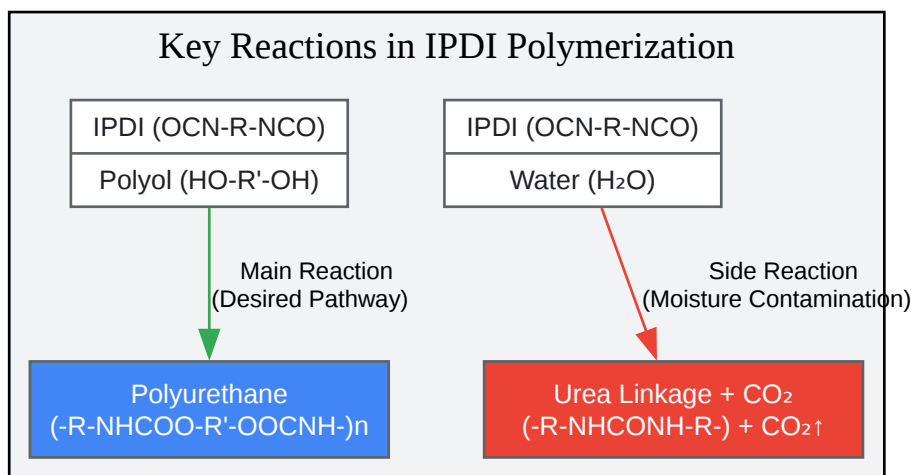 Key Reactions in IPDI Polymerization
IPDI (OCN-R-NCO)
Polyol (HO-R'-OH)
IPDI (OCN-R-NCO)
Water (H₂O)
Main Reaction
(Desired Pathway)
Side Reaction
(Moisture Contamination)
Polyurethane
(-R-NHCOO-R'-OOCNH-)n
Urea Linkage + CO₂
(-R-NHCONH-R-) + CO₂↑